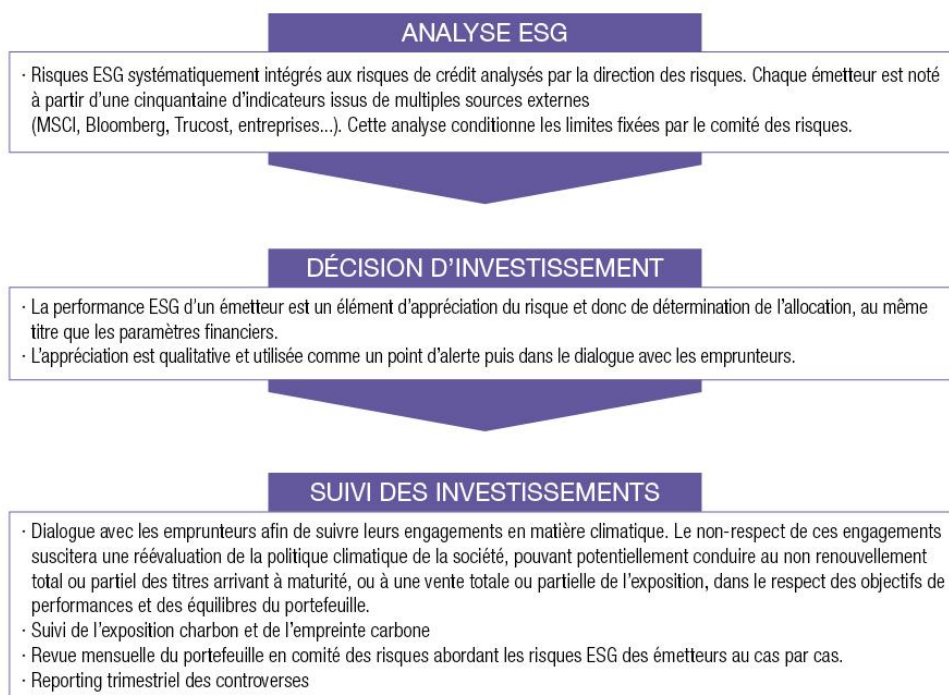 ANALYSE ESG
· Risques ESG systématiquement intégrés aux risques de crédit analysés par la direction des risques. Chaque émetteur est noté
à partir d'une cinquantaine d'indicateurs issus de multiples sources externes
(MSCI, Bloomberg, Trucost, entreprises...). Cette analyse conditionne les limites fixées par le comité des risques.
DÉCISION D'INVESTISSEMENT
· La performance ESG d'un émetteur est un élément d'appréciation du risque et donc de détermination de l'allocation, au même
titre que les paramètres financiers.
· L'appréciation est qualitative et utilisée comme un point d'alerte puis dans le dialogue avec les emprunteurs.
SUIVI DES INVESTISSEMENTS
· Dialogue avec les emprunteurs afin de suivre leurs engagements en matière climatique. Le non-respect de ces engagements
suscitera une réévaluation de la politique climatique de la société, pouvant potentiellement conduire au non renouvellement
total ou partiel des titres arrivant à maturité, ou à une vente totale ou partielle de l'exposition, dans le respect des objectifs de
performances et des équilibres du portefeuille.
· Suivi de l'exposition charbon et de l'empreinte carbone
· Revue mensuelle du portefeuille en comité des risques abordant les risques ESG des émetteurs au cas par cas.
· Reporting trimestriel des controverses